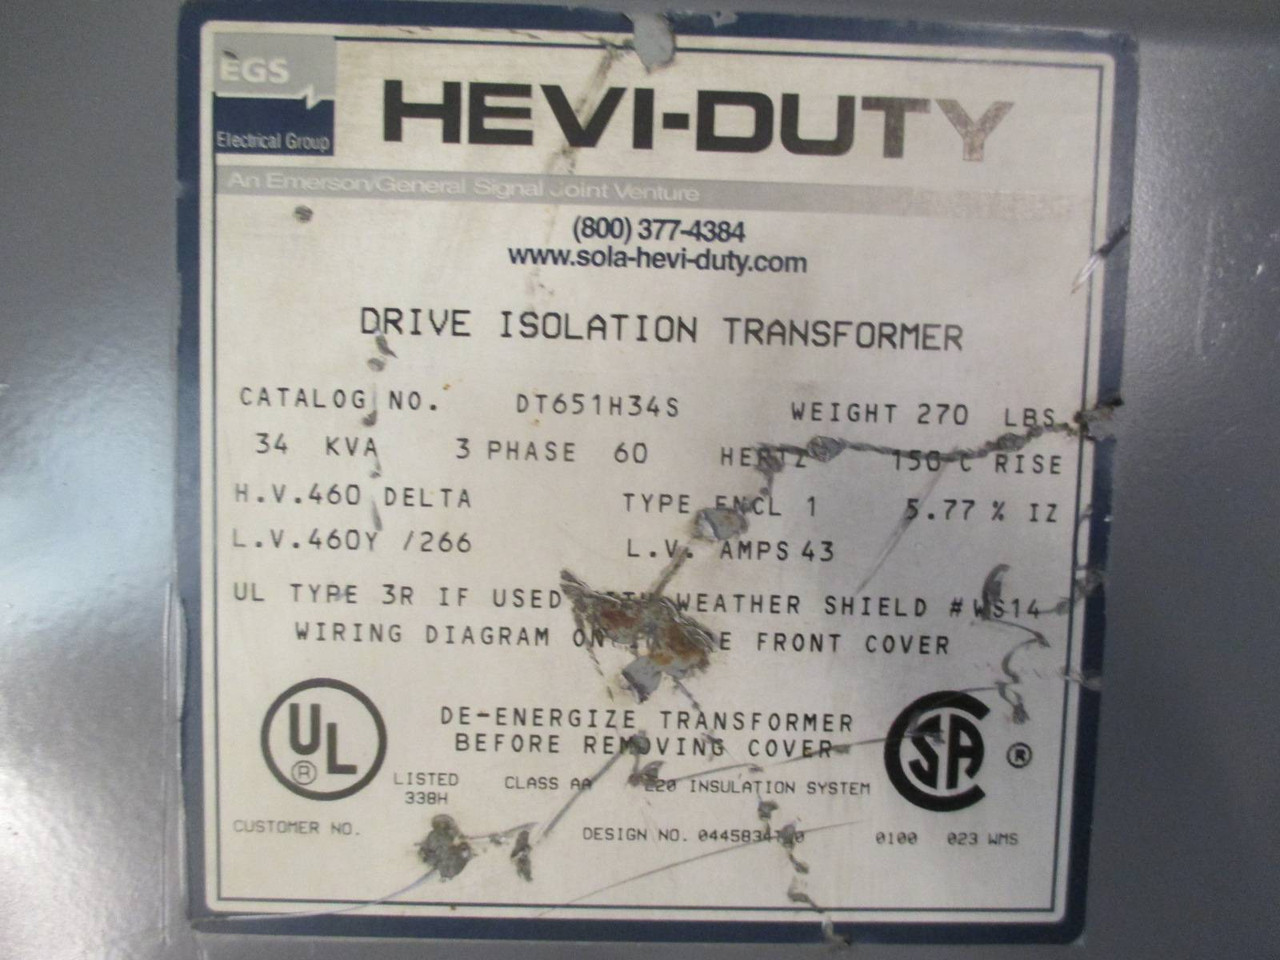 EGS
Electrical Group
HEVI-DUTY
An Emerson/General Signal Joint Venture
(800) 377-4384
www.sola-hevi-duty.com
DRIVE ISOLATION TRANSFORMER
CATALOG NO. DT651H34S WEIGHT 270 LBS.
34 KVA 3 PHASE 60 HERTZ 150 C RISE
H.V. 460 DELTA TYPE ENCL 1 5.77 % IZ
L.V. 460Y /266 L.V. AMPS 43
UL TYPE 3R IF USED WITH WEATHER SHIELD #WS14
WIRING DIAGRAM ON FRONT COVER
UL ®
DE-ENERGIZE TRANSFORMER
BEFORE REMOVING COVER
SA ®
LISTED
338H
CLASS AA 220 INSULATION SYSTEM
CUSTOMER NO. DESIGN NO. 0100 023 WMS